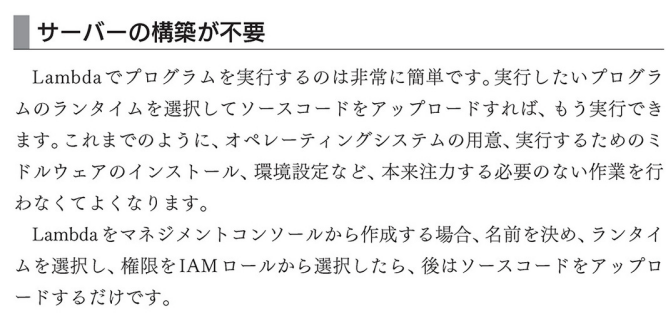 サーバーの構築が不要
Lambdaでプログラムを実行するのは非常に簡単です。実行したいプログラ
ムのランタイムを選択してソースコードをアップロードすれば、もう実行でき
ます。これまでのように、オペレーティングシステムの用意、実行するためのミ
ドルウェアのインストール、環境設定など、本来注力する必要のない作業を行
わなくてよくなります。
Lambdaをマネジメントコンソールから作成する場合、名前を決め、ランタイ
ムを選択し、権限をIAMロールから選択したら、後はソースコードをアップロ
ードするだけです。